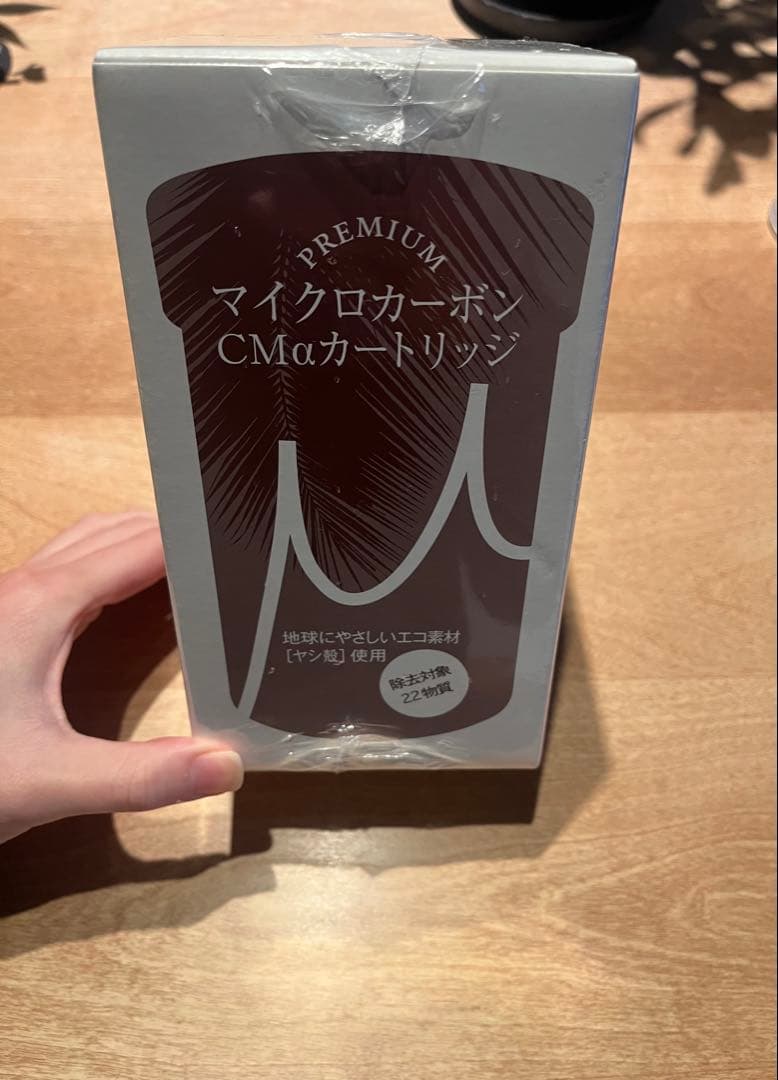 PREMIUM
マイクロカーボン
CMαカートリッジ
μ
地球にやさしいエコ素材
[ヤシ殻]使用
除去対象
22物質